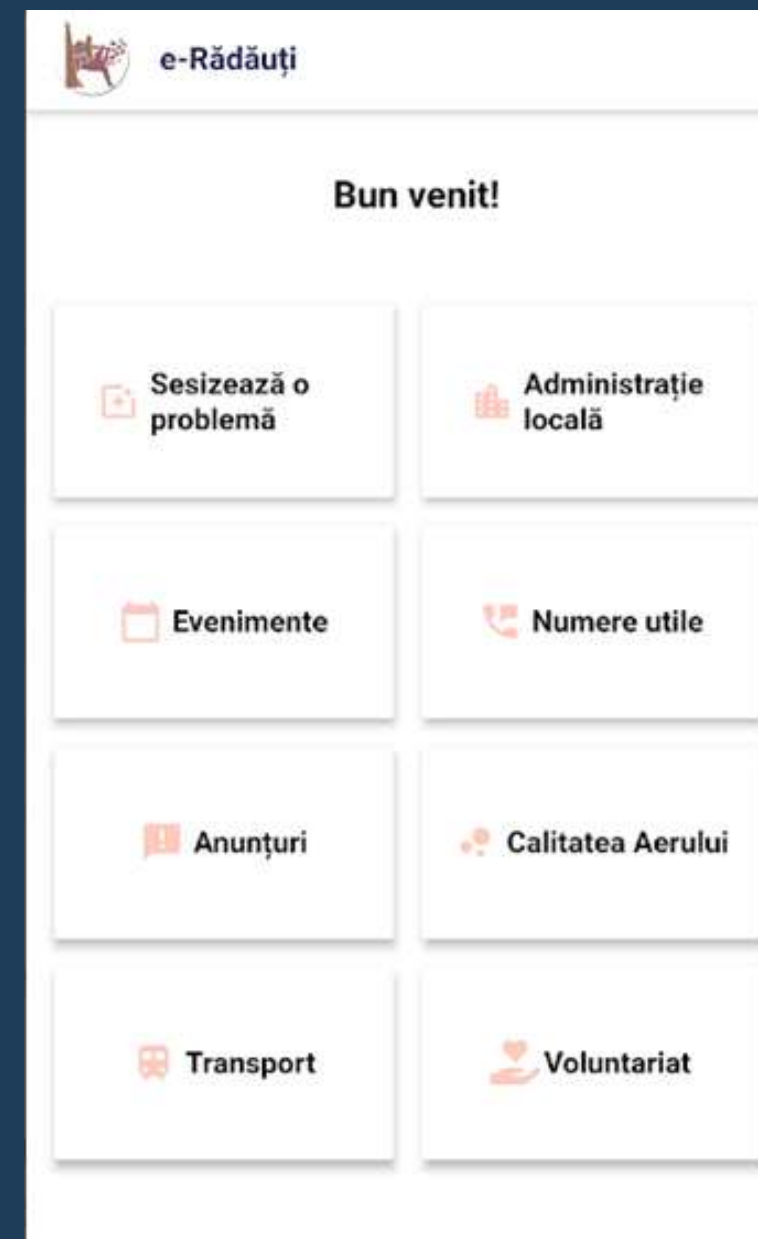 e-Rădăuți
Bun venit!
Sesizează o
problemă
Administrație
locală
Evenimente
Numere utile
Anunțuri
Calitatea Aerului
Transport
Voluntariat